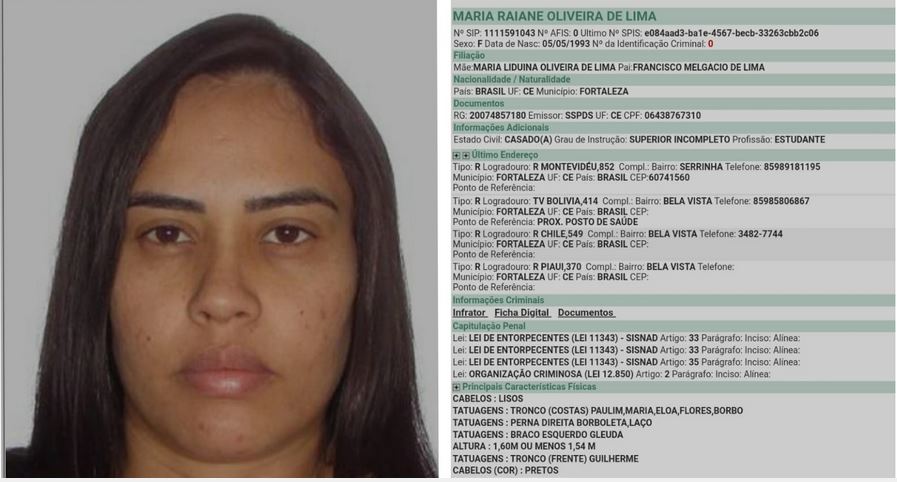 MARIA RAIANE OLIVEIRA DE LIMA
Nº SIP: 1111591043 Nº AFIS: 0 Ultimo Nº SPIS: e084aad3-ba1e-4567-becb-33263cbb2c06
Sexo: F Data de Nasc: 05/05/1993 Nº da Identificação Criminal: 0
Filiação
Mãe:MARIA LIDUINA OLIVEIRA DE LIMA Pai:FRANCISCO MELGACIO DE LIMA
Nacionalidade / Naturalidade
País: BRASIL UF: CE Município: FORTALEZA
Documentos
RG: 20074857180 Emissor: SSPDS UF: CE CPF: 06438767310
Informações Adicionais
Estado Civil: CASADO(A) Grau de Instrução: SUPERIOR INCOMPLETO Profissão: ESTUDANTE
Último Endereço
Tipo: R Logradouro: R MONTEVIDÉU,852 Compl.: Bairro: SERRINHA Telefone: 85989181195
Município: FORTALEZA UF: CE País: BRASIL CEP:60741560
Ponto de Referência:
Tipo: R Logradouro: TV BOLIVIA,414 Compl.: Bairro: BELA VISTA Telefone: 85985806867
Município: FORTALEZA UF: CE País: BRASIL CEP:
Ponto de Referência: PROX. POSTO DE SAÚDE
Tipo: R Logradouro: R CHILE,549 Compl.: Bairro: BELA VISTA Telefone: 3482-7744
Município: FORTALEZA UF: CE País: BRASIL CEP:
Ponto de Referência:
Tipo: R Logradouro: R PIAUI,370 Compl.: Bairro: BELA VISTA Telefone:
Município: FORTALEZA UF: CE País: BRASIL CEP:
Ponto de Referência:
Informações Criminais
Infrator Ficha Digital Documentos
Capitulação Penal
Lei: LEI DE ENTORPECENTES (LEI 11343) - SISNAD Artigo: 33 Parágrafo: Inciso: Alínea:
Lei: LEI DE ENTORPECENTES (LEI 11343) - SISNAD Artigo: 33 Parágrafo: Inciso: Alínea:
Lei: LEI DE ENTORPECENTES (LEI 11343) - SISNAD Artigo: 35 Parágrafo: Inciso: Alínea:
Lei: ORGANIZAÇÃO CRIMINOSA (LEI 12.850) Artigo: 2 Parágrafo: Inciso: Alínea:
Principais Características Físicas
CABELOS : LISOS
TATUAGENS : TRONCO (COSTAS) PAULIM,MARIA,ELOA,FLORES,BORBO
TATUAGENS : PERNA DIREITA BORBOLETA,LAÇO
TATUAGENS : BRACO ESQUERDO GLEUDA
ALTURA : 1,60M OU MENOS 1,54 M
TATUAGENS : TRONCO (FRENTE) GUILHERME
CABELOS (COR) : PRETOS